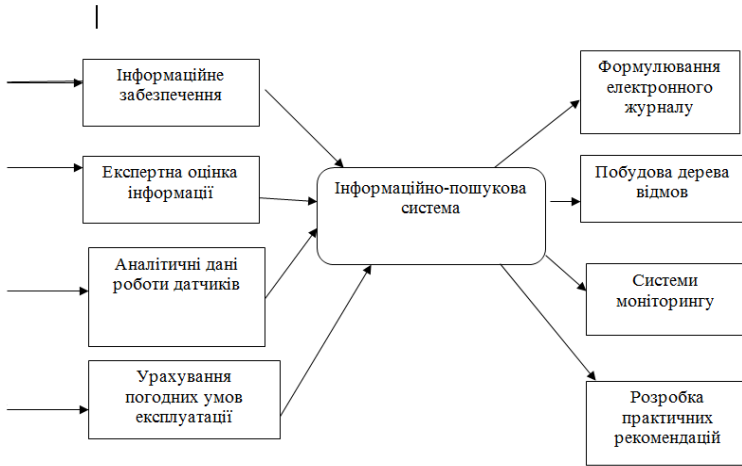 Інформаційне
забезпечення
Експертна оцінка
інформації
Аналітичні дані
роботи датчиків
Урахування
погодних умов
експлуатації
Інформаційно-пошукова
система
Формулювання
електронного
журналу
Побудова дерева
відмов
Системи
моніторингу
Розробка
практичних
рекомендацій